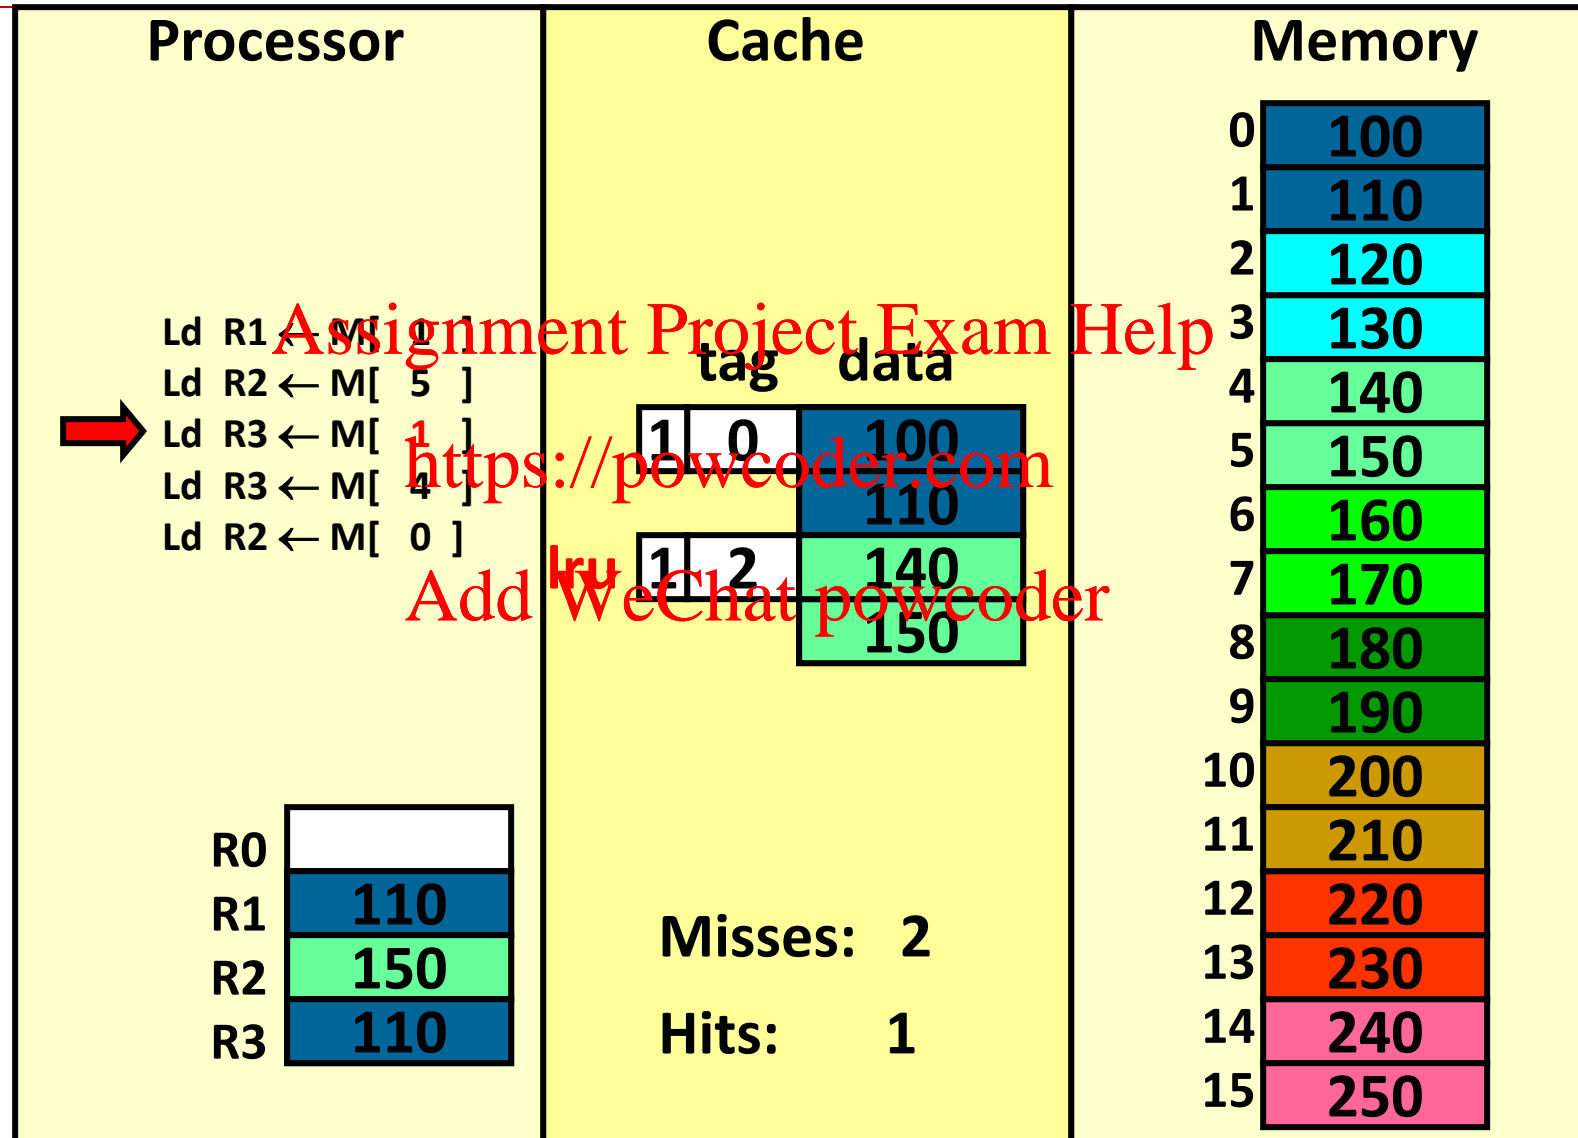 Processor
Cache
Memory
Ld R1 ← M[ 1 ]
Ld R2 ← M[ 5 ]
Ld R3 ← M[ 1 ]
Ld R3 ← M[ 4 ]
Ld R2 ← M[ 0 ]
Assignment Project Exam Help
https://powcoder.com
Add WeChat powcoder
tag data
1 0 100
110
lru 1 2 140
150
R0
R1 110
R2 150
R3 110
Misses: 2
Hits: 1
0 100
1 110
2 120
3 130
4 140
5 150
6 160
7 170
8 180
9 190
10 200
11 210
12 220
13 230
14 240
15 250